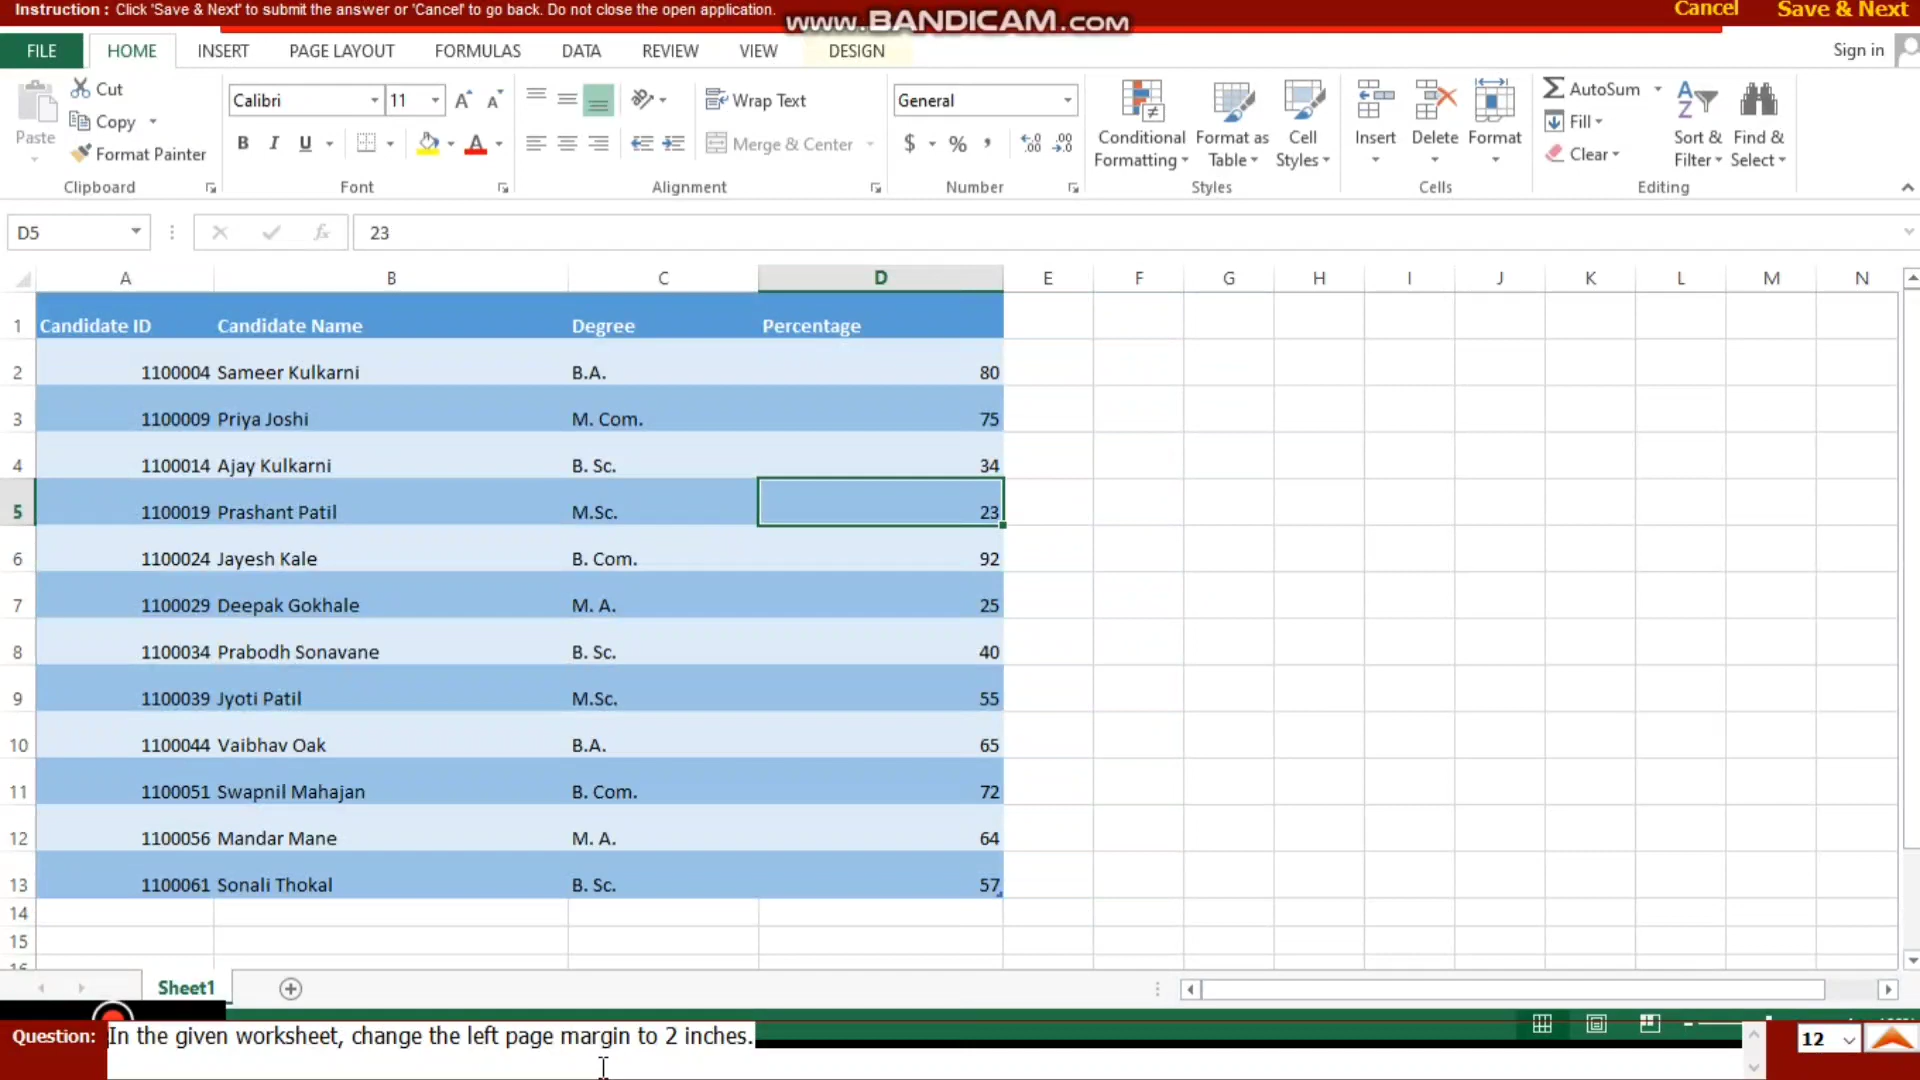 Instruction : Click 'Save & Next' to submit the answer or 'Cancel' to go back. Do not close the open application.
www.BANDICAM.com
Cancel Save & Next
FILE HOME INSERT PAGE LAYOUT FORMULAS DATA REVIEW VIEW DESIGN Sign in
Paste
Cut
Copy
Format Painter
Clipboard
Calibri 11
B I U
Font
Wrap Text
Merge & Center
Alignment
General
$ % ,
Number
Conditional Formatting
Format as Table
Cell Styles
Styles
Insert
Delete
Format
Cells
AutoSum
Fill
Clear
Sort & Filter
Find & Select
Editing
D5 fx 23
A B C D E F G H I J K L M N
1 Candidate ID Candidate Name Degree Percentage
2 1100004 Sameer Kulkarni B.A. 80
3 1100009 Priya Joshi M. Com. 75
4 1100014 Ajay Kulkarni B. Sc. 34
5 1100019 Prashant Patil M.Sc. 23
6 1100024 Jayesh Kale B. Com. 92
7 1100029 Deepak Gokhale M. A. 25
8 1100034 Prabodh Sonavane B. Sc. 40
9 1100039 Jyoti Patil M.Sc. 55
10 1100044 Vaibhav Oak B.A. 65
11 1100051 Swapnil Mahajan B. Com. 72
12 1100056 Mandar Mane M. A. 64
13 1100061 Sonali Thokal B. Sc. 57
14
15
Sheet1
Question: In the given worksheet, change the left page margin to 2 inches.
12